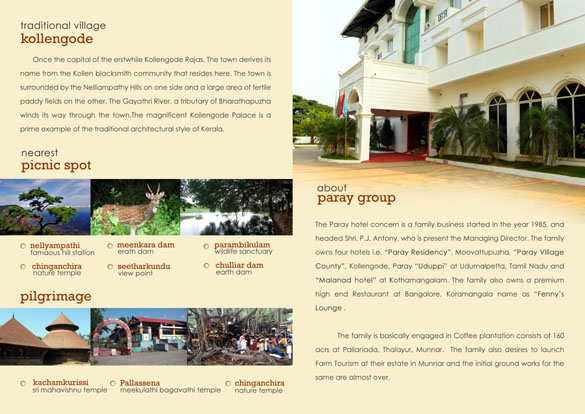 traditional village
kollengode
Once the capital of the erstwhile Kollengode Rajas. The town derives its
name from the Kollen blacksmith community that resides here. The town is
surrounded by the Nelliampathy Hills on one side and a large area of fertile
paddy fields on the other. The Gayathri River, a tributary of Bharathapuzha
winds its way through the town.The magnificent Kollengode Palace is a
prime example of the traditional architectural style of Kerala.
nearest
picnic spot
nellyampathi
famaous hill station
meenkara dam
erath dam
parambikulam
wildlife sanctuary
chinganchira
nature temple
seetharkundu
view point
chulliar dam
earth dam
pilgrimage
kachamkurissi
sri mahavishnu temple
Pallassena
meekulathi bagavathi temple
chinganchira
nature temple
about
paray group
The Paray hotel concern is a family business started in the year 1985, and
headed Shri. P.J. Antony, who is present the Managing Director. The family
owns four hotels i.e. “Paray Residency”, Moovattupuzha, “Paray Village
County”, Kollengode, Paray “Uduppi” at Udumalpetta, Tamil Nadu and
“Malanad hotel” at Kothamangalam. The family also owns a premium
high end Restaurant at Bangalore, Koramangala name as “Fenny’s
Lounge .
The family is basically engaged in Coffee plantation consists of 160
acrs at Pallanada, Thalayur, Munnar. The family also desires to launch
Farm Tourism at their estate in Munnar and the initial ground works for the
same are almost over.